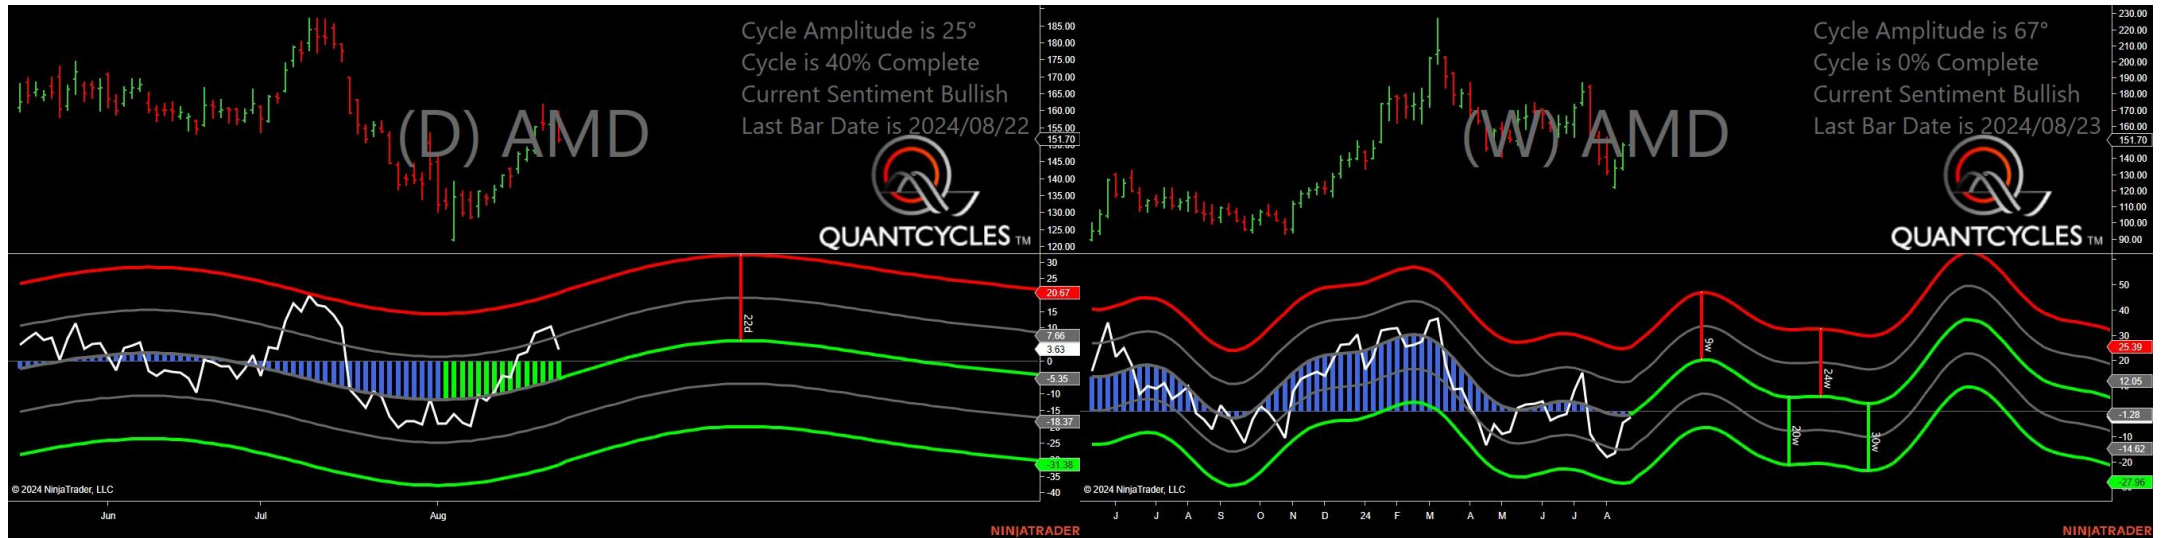 Cycle Amplitude is 25°
Cycle is 40% Complete
Current Sentiment Bullish
Last Bar Date is 2024/08/22
(D) AMD
QUANTCYCLES TM
185.00
180.00
175.00
170.00
165.00
160.00
155.00
151.70
145.00
140.00
135.00
130.00
125.00
120.00
30
25
20.67
15
10
7.66
3.63
0
-5.35
-10
-15
-18.37
-25
-31.38
-35
-40
22d
© 2024 NinjaTrader, LLC
Jun
Jul
Aug
NINJATRADER
Cycle Amplitude is 67°
Cycle is 0% Complete
Current Sentiment Bullish
Last Bar Date is 2024/08/23
(W) AMD
QUANTCYCLES TM
230.00
220.00
210.00
200.00
190.00
180.00
170.00
160.00
151.70
140.00
130.00
120.00
110.00
100.00
90.00
50
40
30
25.39
20
12.05
-1.28
-10
-14.62
-20
-27.96
9w
24w
20w
30w
© 2024 NinjaTrader, LLC
J J A S O N D 24 F M A M J J A
NINJATRADER